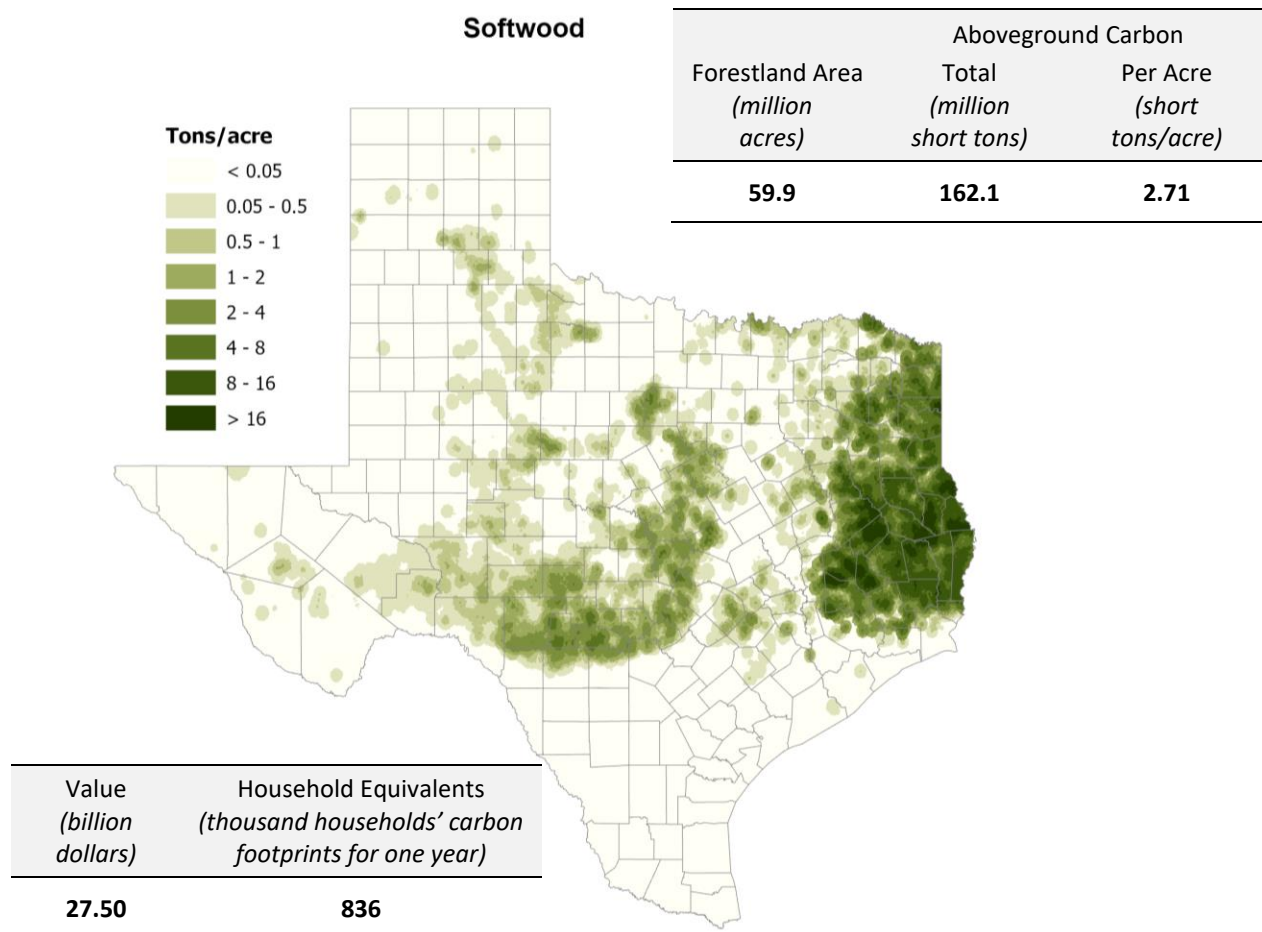 Softwood
Aboveground Carbon
Forestland Area Total Per Acre
(million (million (short
acres) short tons) tons/acre)
59.9 162.1 2.71
Tons/acre
< 0.05
0.05 - 0.5
0.5 - 1
1 - 2
2 - 4
4 - 8
8 - 16
> 16
Value Household Equivalents
(billion (thousand households’ carbon
dollars) footprints for one year)
27.50 836